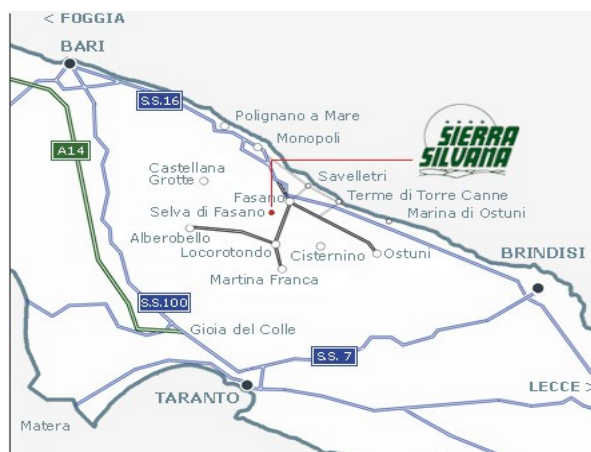 < FOGGIA
BARI
S.S.16
Polignano a Mare
Monopoli
SIERRA
SILVANA
A14
Castellana
Grotte
Savelletri
Fasano
Terme di Torre Canne
Selva di Fasano
Marina di Ostuni
Alberobello
Locorotondo
Cisternino
Ostuni
BRINDISI
Martina Franca
S.S.100
Gioia del Colle
S.S. 7
TARANTO
LECCE >
Matera